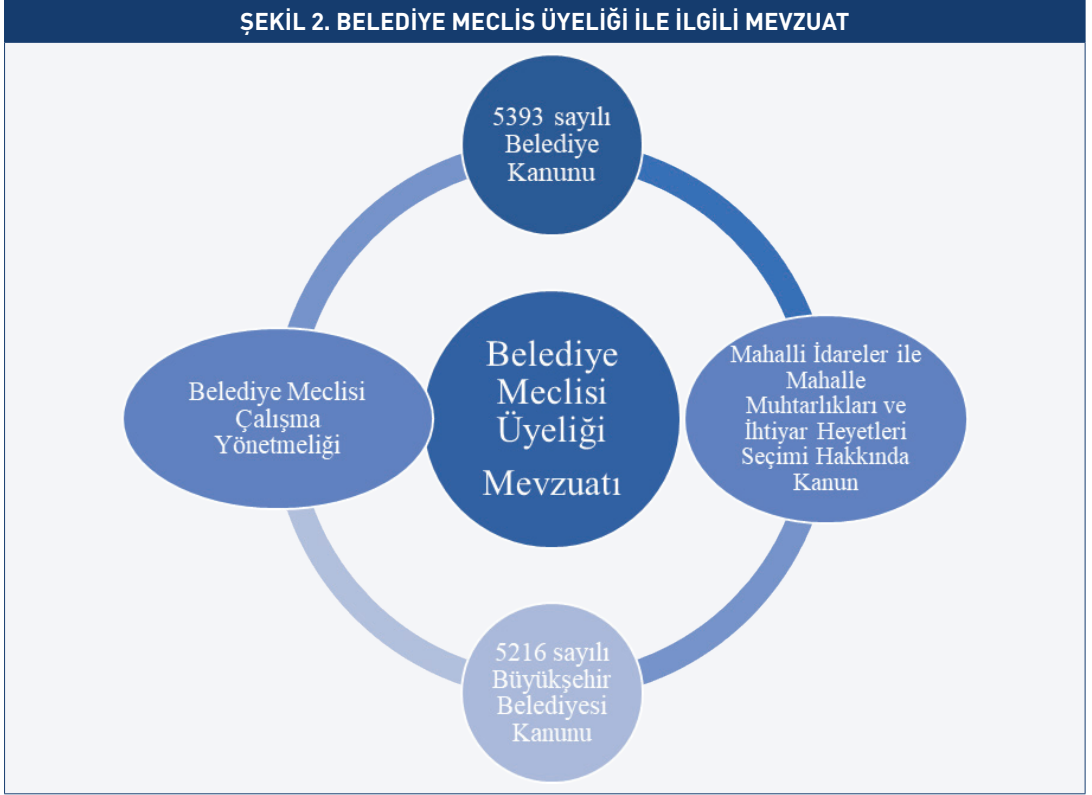 ŞEKİL 2. BELEDİYE MECLİS ÜYELİĞİ İLE İLGİLİ MEVZUAT
5393 sayılı
Belediye
Kanunu
Belediye
Meclisi
Üyeliği
Mevzuatı
Mahalli İdareler ile
Mahalle
Muhtarlıkları ve
İhtiyar Heyetleri
Seçimi Hakkında
Kanun
5216 sayılı
Büyükşehir
Belediyesi
Kanunu
Belediye Meclisi
Çalışma
Yönetmeliği